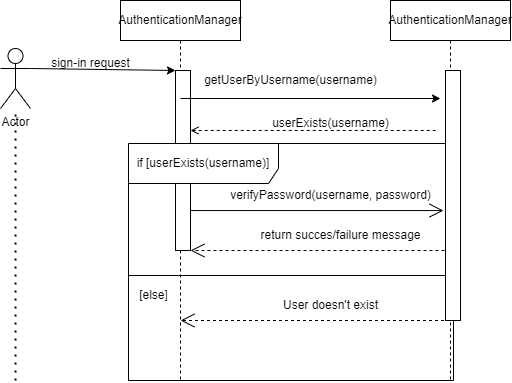 AuthenticationManager
AuthenticationManager
sign-in request
getUserByUsername(username)
Actor
userExists(username)
if [userExists(username)]
verifyPassword(username, password)
return succes/failure message
[else]
User doesn't exist